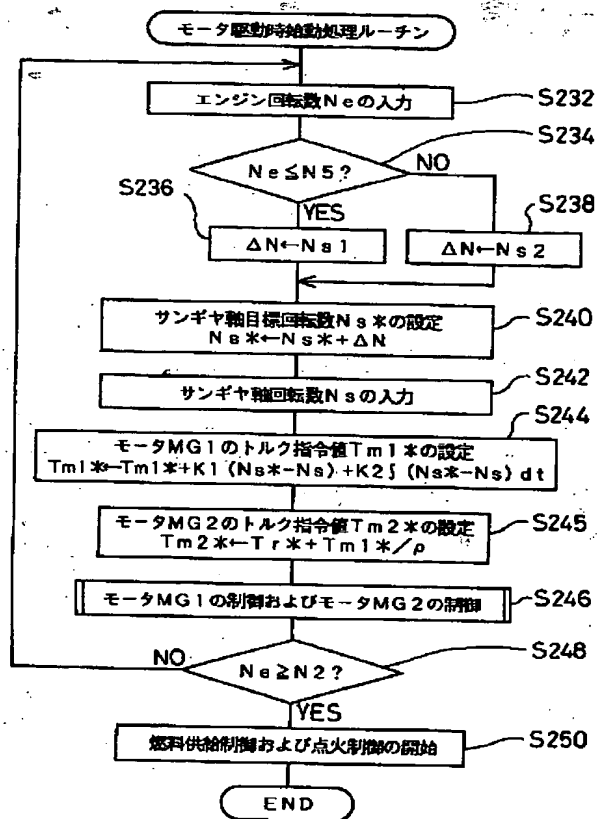 モータ駆動時始動処理ルーチン
エンジン回転数Neの入力
S232
Ne≦N5?
S234
NO
YES
S236
ΔN←Ns1
S238
ΔN←Ns2
サンギヤ軸目標回転数Ns*の設定
Ns*←Ns*+ΔN
S240
サンギヤ軸回転数Nsの入力
S242
S244
モータMG1のトルク指令値Tm1*の設定
Tm1*←Tm1*+K1(Ns*-Ns)+K2∫(Ns*-Ns)dt
モータMG2のトルク指令値Tm2*の設定
Tm2*←Tr*+Tm1*/ρ
S245
モータMG1の制御およびモータMG2の制御
S246
NO
Ne≧N2?
S248
YES
燃料供給制御および点火制御の開始
S250
END